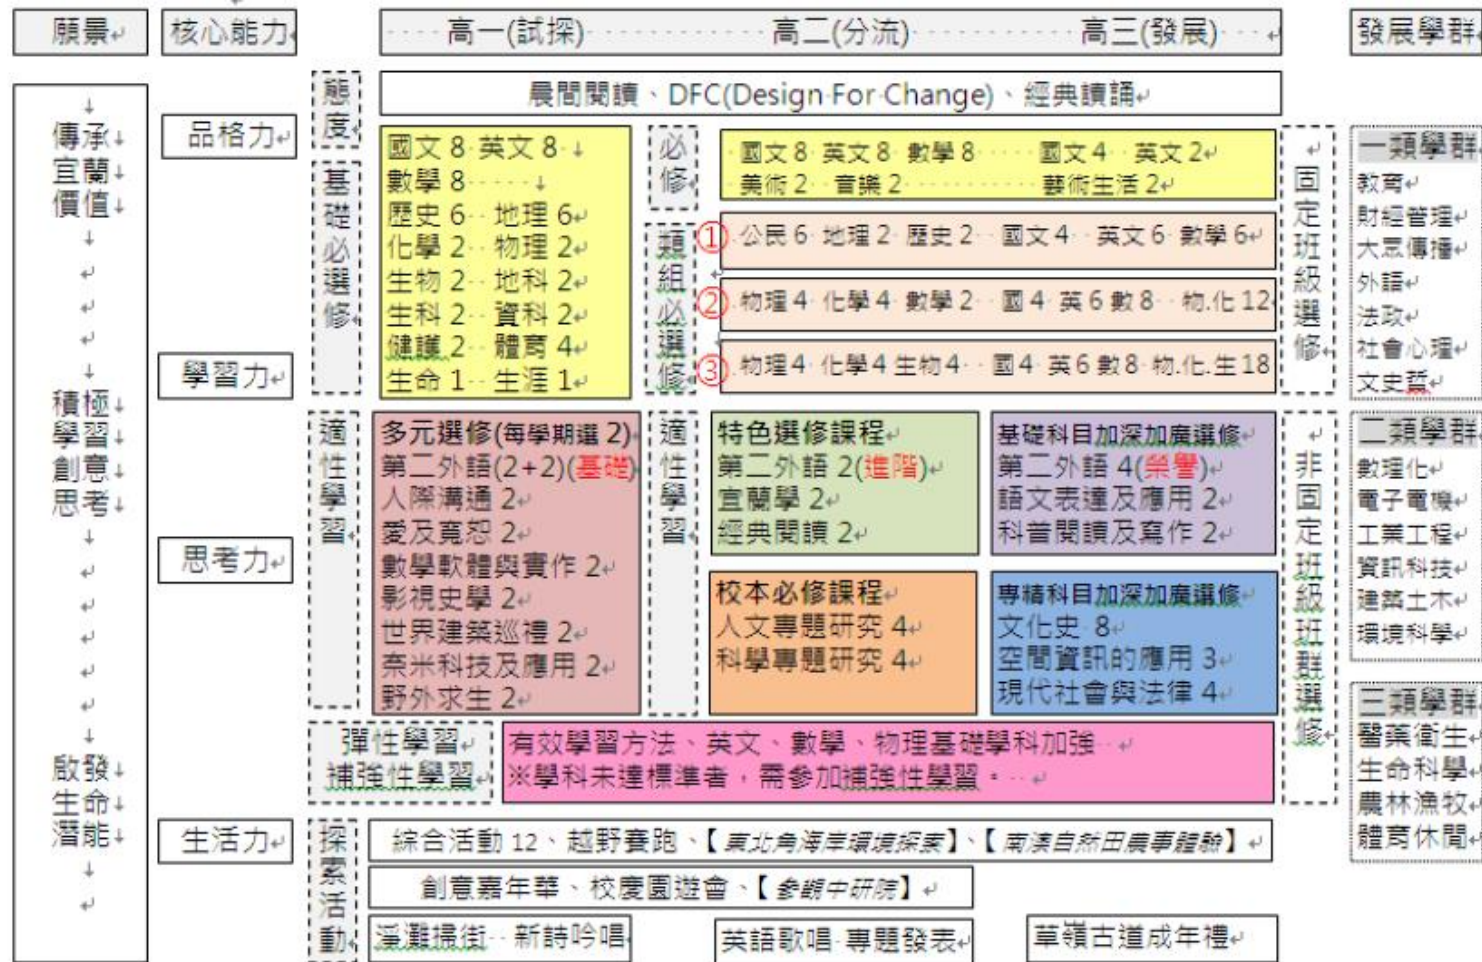 願景
核心能力
高一(試探) 高二(分流) 高三(發展)
發展學群
傳承
宜蘭
價值
積極
學習
創意
思考
啟發
生命
潛能
品格力
學習力
思考力
生活力
態度
晨間閱讀、DFC(Design For Change)、經典讀誦
基礎必選修
國文 8 英文 8
數學 8
歷史 6 地理 6
化學 2 物理 2
生物 2 地科 2
生科 2 資科 2
健護 2 體育 4
生命 1 生涯 1
必修
國文 8 英文 8 數學 8 國文 4 英文 2
美術 2 音樂 2 藝術生活 2
類組必選修
① 公民 6 地理 2 歷史 2 國文 4 英文 6 數學 6
② 物理 4 化學 4 數學 2 國 4 英 6 數 8 物.化 12
③ 物理 4 化學 4 生物 4 國 4 英 6 數 8 物.化.生 18
固定班級選修
適性學習
多元選修(每學期選 2)
第二外語(2+2)(基礎)
人際溝通 2
愛及寬恕 2
數學軟體與實作 2
影視史學 2
世界建築巡禮 2
奈米科技及應用 2
野外求生 2
適性學習
特色選修課程
第二外語 2(進階)
宜蘭學 2
經典閱讀 2
基礎科目加深加廣選修
第二外語 4(榮譽)
語文表達及應用 2
科普閱讀及寫作 2
校本必修課程
人文專題研究 4
科學專題研究 4
專精科目加深加廣選修
文化史 8
空間資訊的應用 3
現代社會與法律 4
非固定班級班群選修
彈性學習
補強性學習
有效學習方法、英文、數學、物理基礎學科加強
※學科未達標準者，需參加補強性學習。
探索活動
綜合活動 12、越野賽跑、【東北角海岸環境探索】、【南澳自然田農事體驗】
創意嘉年華、校慶園遊會、【參觀中研院】
淨灘掃街 新詩吟唱
英語歌唱 專題發表
草嶺古道成年禮
一類學群
教育
財經管理
大眾傳播
外語
法政
社會心理
文史哲
二類學群
數理化
電子電機
工業工程
資訊科技
建築土木
環境科學
三類學群
醫藥衛生
生命科學
農林漁牧
體育休閒